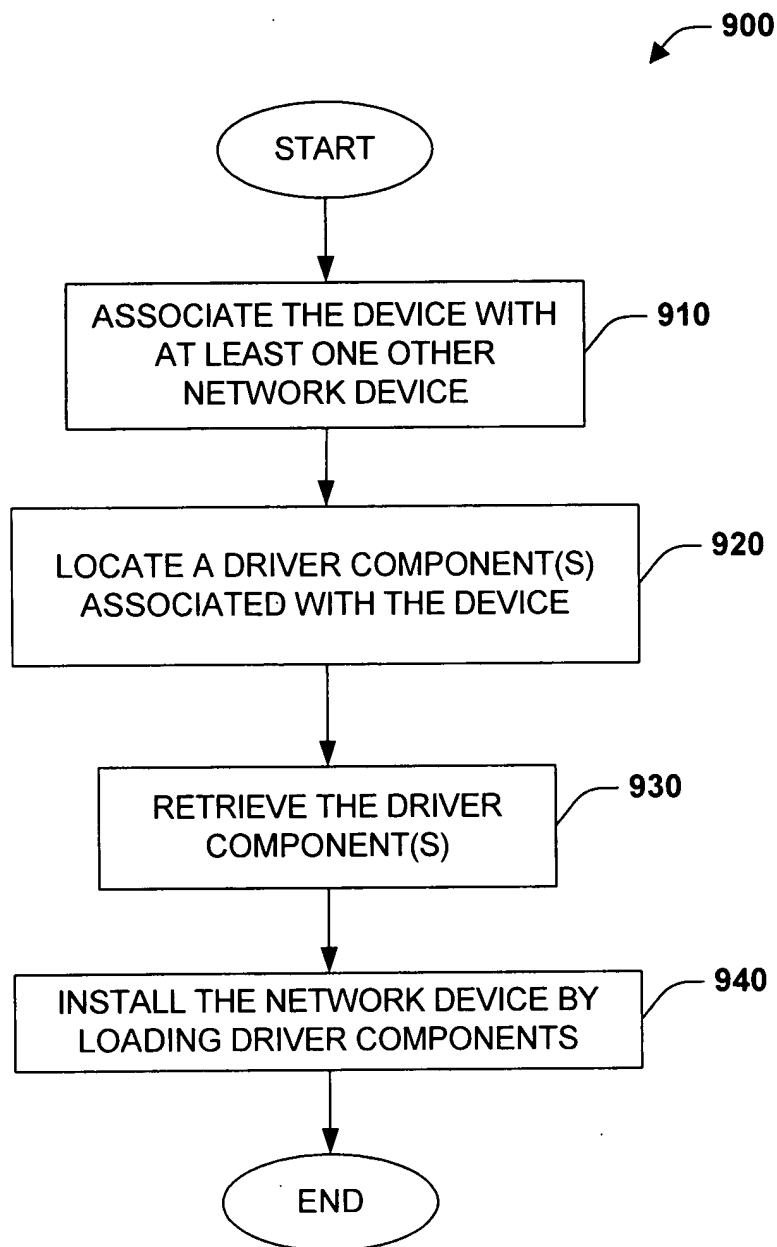 900
START
ASSOCIATE THE DEVICE WITH
AT LEAST ONE OTHER
NETWORK DEVICE
910
LOCATE A DRIVER COMPONENT(S)
ASSOCIATED WITH THE DEVICE
920
RETRIEVE THE DRIVER
COMPONENT(S)
930
INSTALL THE NETWORK DEVICE BY
LOADING DRIVER COMPONENTS
940
END